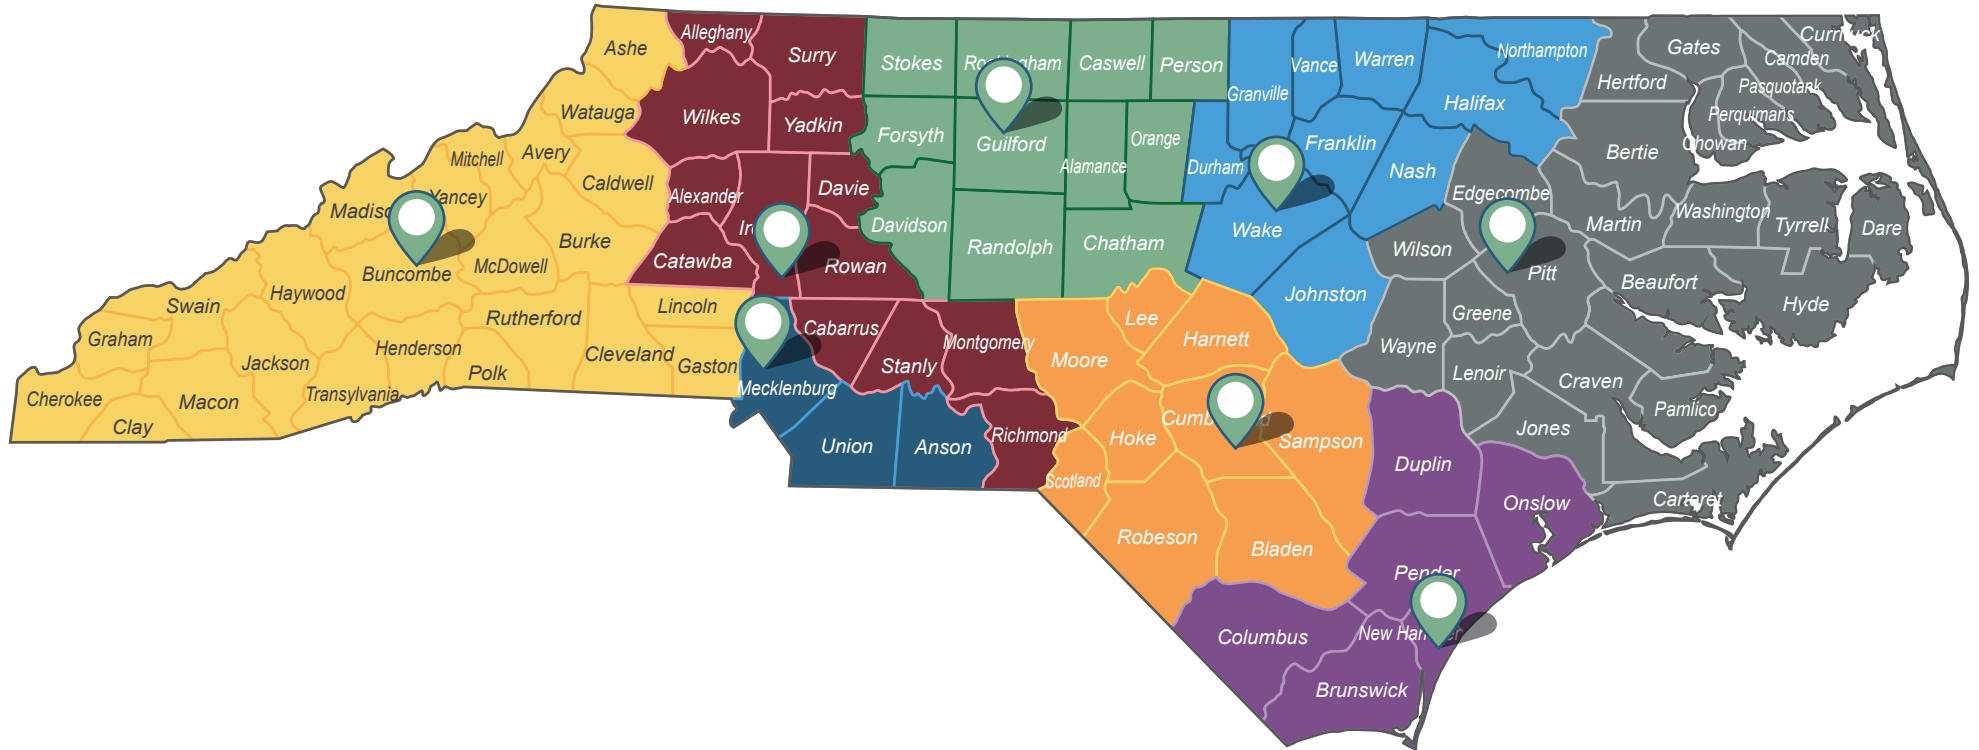 Ashe
Alleghany
Surry
Stokes
Caswell
Person
Granville
Vance
Warren
Northampton
Halifax
Hertford
Gates
Camden
Pasquotank
Perquimans
Chowan
Watauga
Wilkes
Yadkin
Forsyth
Guilford
Alamance
Orange
Durham
Franklin
Nash
Edgecombe
Bertie
Mitchell
Avery
Yancey
Caldwell
Alexander
Davie
Davidson
Randolph
Chatham
Wake
Wilson
Martin
Washington
Tyrrell
Dare
Burke
McDowell
Buncombe
Catawba
Rowan
Johnston
Pitt
Beaufort
Hyde
Swain
Haywood
Rutherford
Lincoln
Cabarrus
Montgomery
Lee
Harnett
Greene
Wayne
Graham
Jackson
Henderson
Cleveland
Gaston
Stanly
Moore
Lenoir
Craven
Pamlico
Cherokee
Clay
Macon
Transylvania
Polk
Mecklenburg
Union
Anson
Richmond
Hoke
Scotland
Sampson
Duplin
Jones
Onslow
Carteret
Robeson
Bladen
Columbus
Brunswick